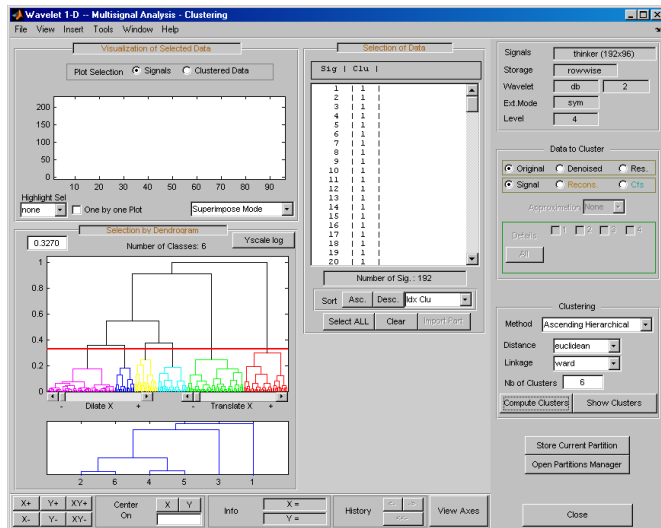 Wavelet 1-D -- Multisignal Analysis - Clustering
File View Insert Tools Window Help
Visualization of Selected Data
Plot Selection Signals Clustered Data
200
150
100
50
0
10 20 30 40 50 60 70 80 90
Highlight Sel
none One by one Plot Superimpose Mode
Selection by Dendrogram
0.3270 Number of Classes: 6 Yscale log
1
0.8
0.6
0.4
0.2
0
- Dilate X + - Translate X +
2 6 4 5 3 1
Selection of Data
Sig | Clu |
1 | 1 |
2 | 1 |
3 | 1 |
4 | 1 |
5 | 1 |
6 | 1 |
7 | 1 |
8 | 1 |
9 | 1 |
10 | 1 |
11 | 1 |
12 | 1 |
13 | 1 |
14 | 1 |
15 | 1 |
16 | 1 |
17 | 1 |
18 | 1 |
19 | 1 |
20 | 1 |
Number of Sig.: 192
Sort Asc. Desc. Idx Clu
Select ALL Clear Import Part
Signals thinker (192x96)
Storage rowwise
Wavelet db 2
Ext.Mode sym
Level 4
Data to Cluster
Original Denoised Res.
Signal Recons. Cfs
Approximation None
Details 1 2 3 4
All
Clustering
Method Ascending Hierarchical
Distance euclidean
Linkage ward
Nb of Clusters 6
Compute Clusters Show Clusters
Store Current Partition
Open Partitions Manager
X+ Y+ XY+
X- Y- XY-
Center On X Y
Info X =
Y =
History <- ->
<<-
View Axes
Close